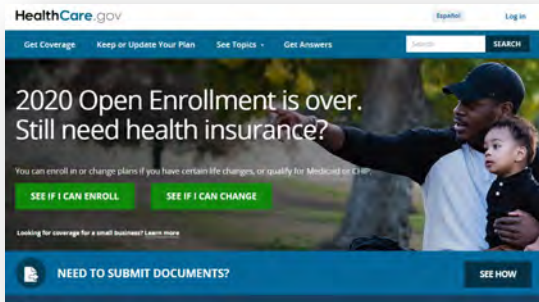 HealthCare.gov
Español
Log in
Get Coverage
Keep or Update Your Plan
See Topics
Get Answers
Search
SEARCH
2020 Open Enrollment is over.
Still need health insurance?
You can enroll in or change plans if you have certain life changes, or qualify for Medicaid or CHIP.
SEE IF I CAN ENROLL
SEE IF I CAN CHANGE
Looking for coverage for a small business? Learn more
NEED TO SUBMIT DOCUMENTS?
SEE HOW